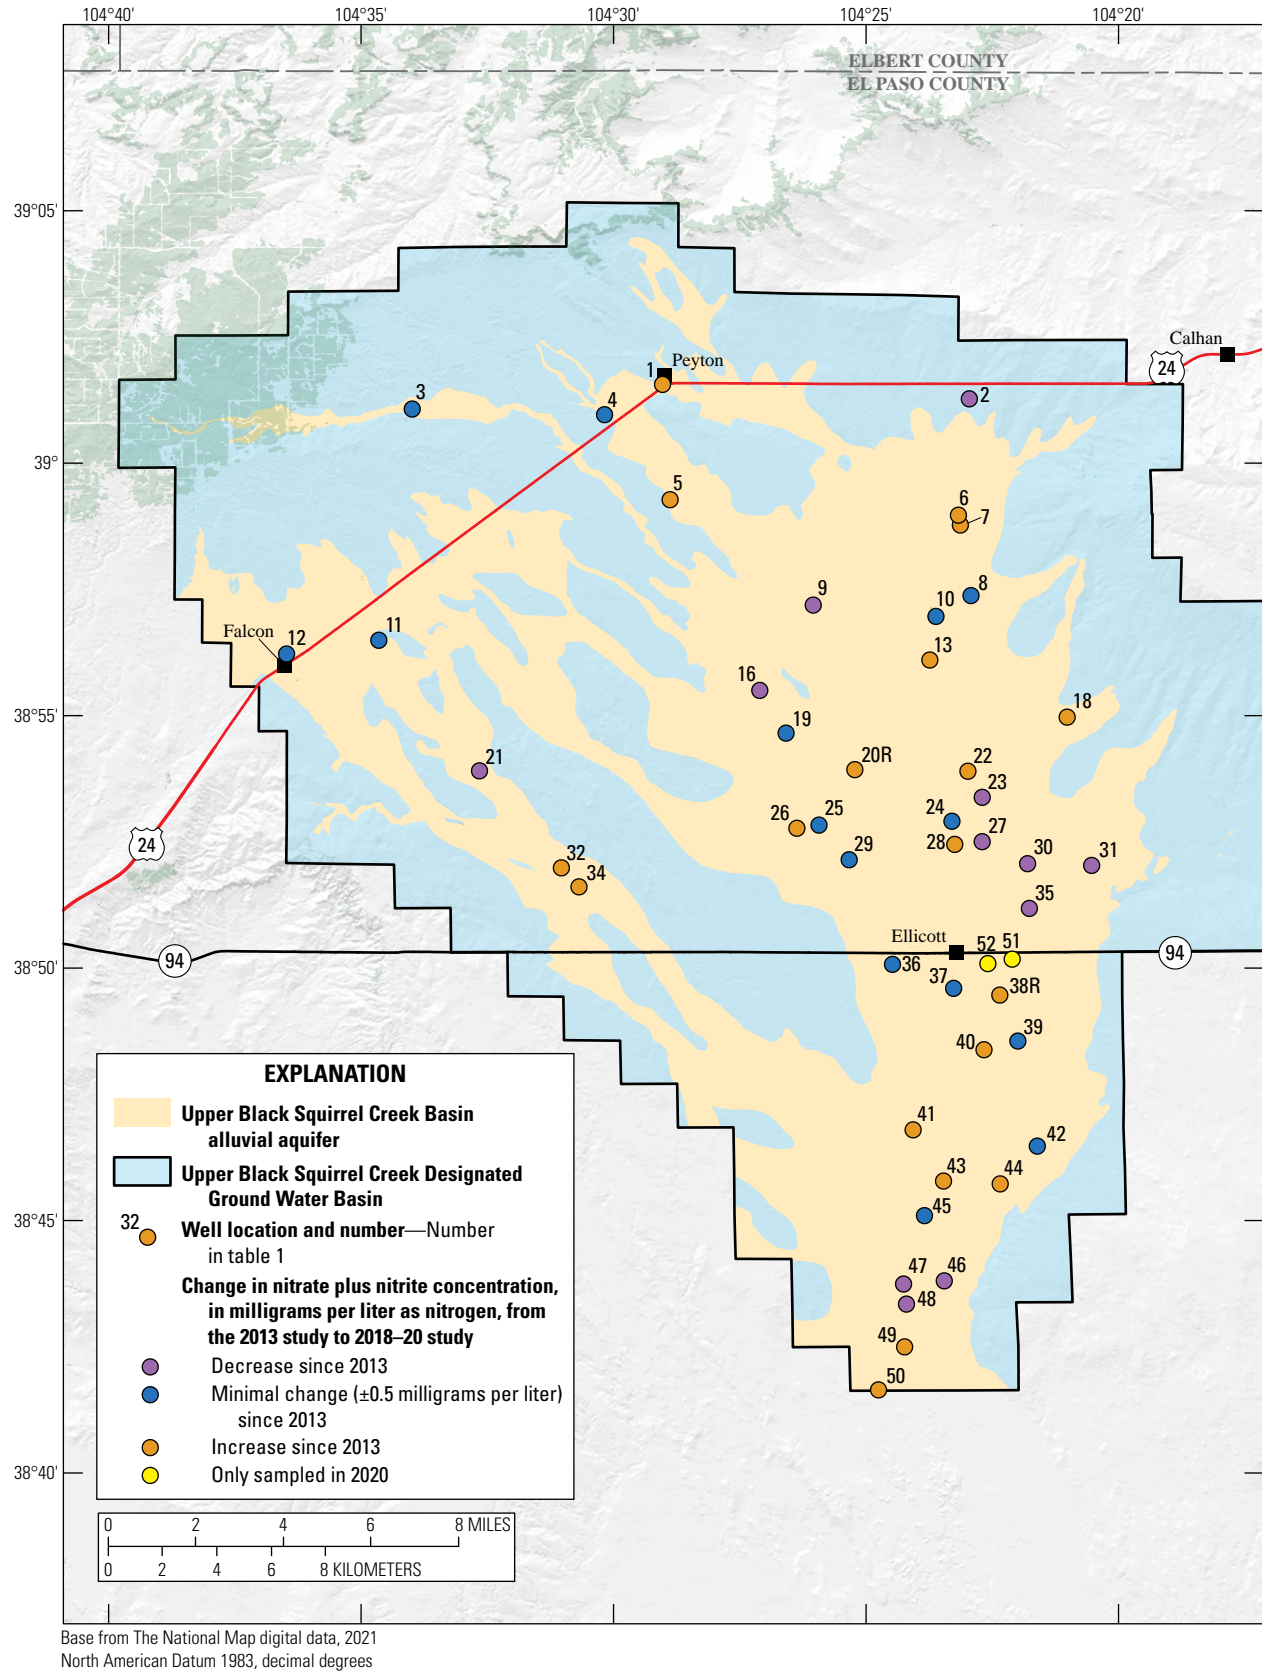 104°40' 104°35' 104°30' 104°25' 104°20'
ELBERT COUNTY
EL PASO COUNTY
39°05'
Calhan
24
Peyton
1
2
3
4
39°
5
6
7
8
9
10
11
Falcon
12
13
16
18
38°55'
19
20R
21
22
23
24
25
26
27
28
29
30
31
24
32
34
35
Ellicott
52 51
94
94
38°50'
36
37
38R
39
40
41
42
43
44
45
38°45'
46
47
48
49
50
38°40'
EXPLANATION
Upper Black Squirrel Creek Basin
alluvial aquifer
Upper Black Squirrel Creek Designated
Ground Water Basin
32 Well location and number—Number
in table 1
Change in nitrate plus nitrite concentration,
in milligrams per liter as nitrogen, from
the 2013 study to 2018–20 study
Decrease since 2013
Minimal change (±0.5 milligrams per liter)
since 2013
Increase since 2013
Only sampled in 2020
0 2 4 6 8 MILES
0 2 4 6 8 KILOMETERS
Base from The National Map digital data, 2021
North American Datum 1983, decimal degrees